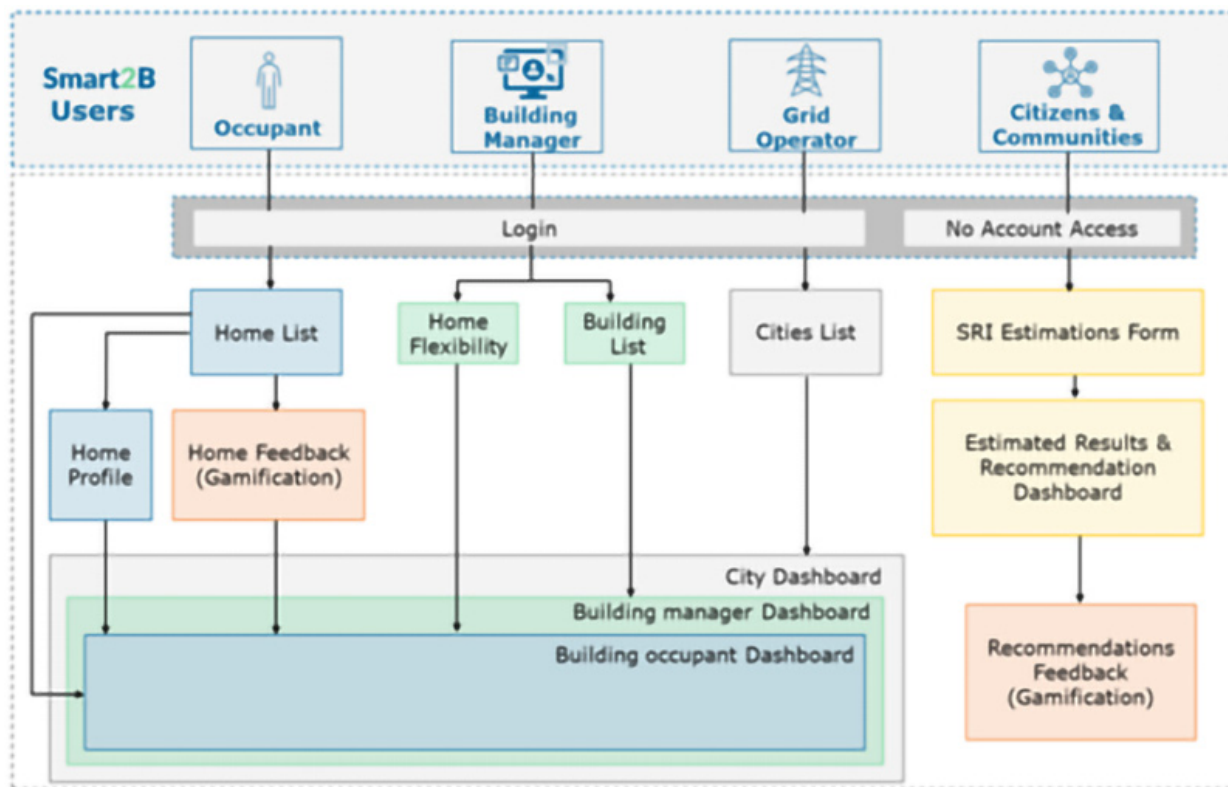 Smart2B
Users
Occupant
Building
Manager
Grid
Operator
Citizens &
Communities
Login
No Account Access
Home List
Home
Flexibility
Building
List
Cities List
SRI Estimations Form
Home
Profile
Home Feedback
(Gamification)
Estimated Results &
Recommendation
Dashboard
City Dashboard
Building manager Dashboard
Building occupant Dashboard
Recommendations
Feedback
(Gamification)